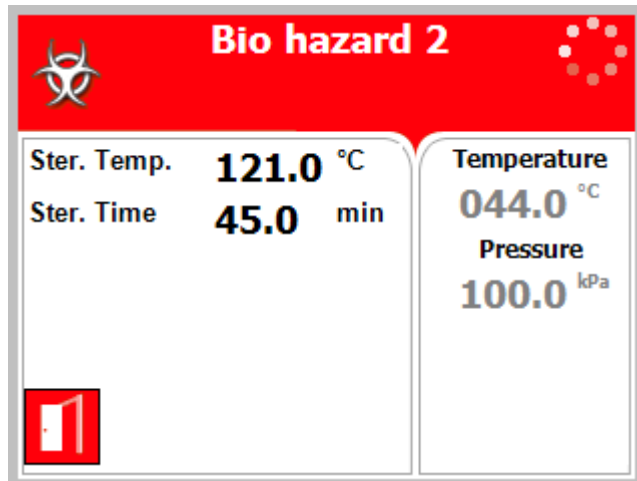 Bio hazard 2
Ster. Temp. 121.0 °C
Ster. Time 45.0 min
Temperature
044.0 °C
Pressure
100.0 kPa